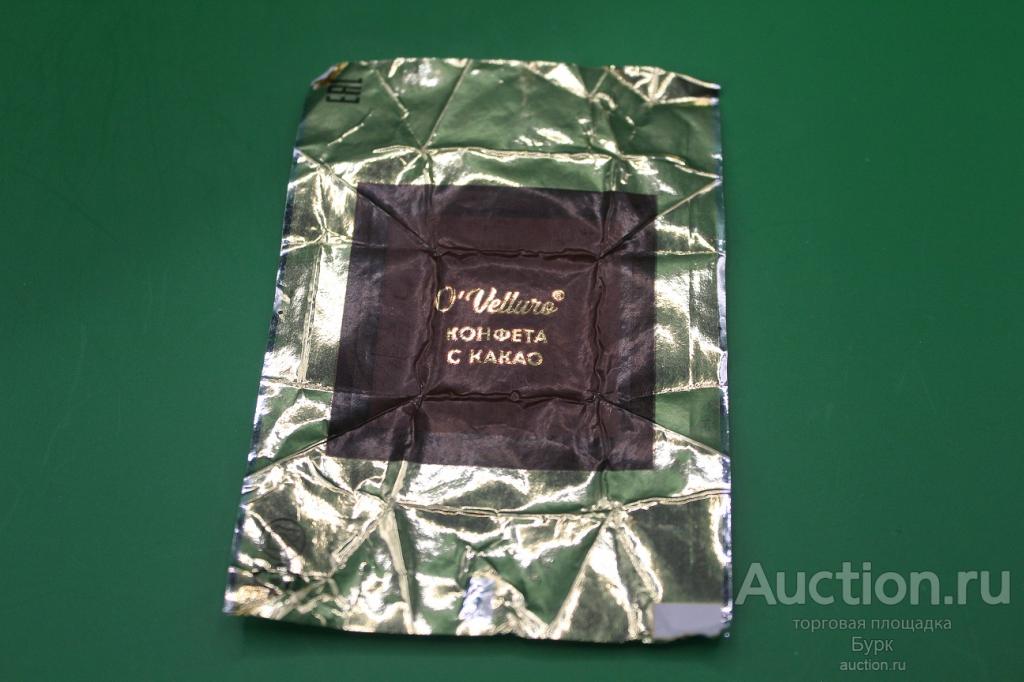 EAC
O'Velluro®
КОНФЕТА
С КАКАО
Auction.ru
торговая площадка
Бурк
auction.ru